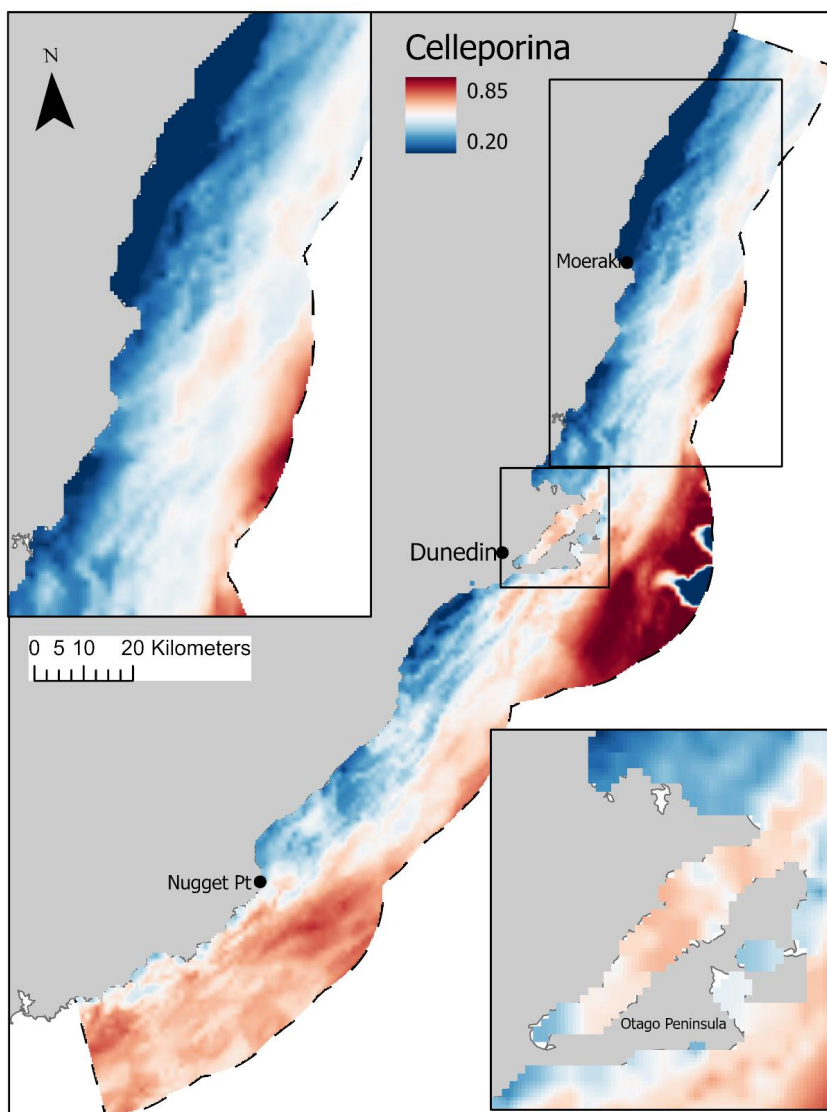 N
Celleporina
0.85
0.20
Moeraki
Dunedin
0 5 10 20 Kilometers
Nugget Pt
Otago Peninsula